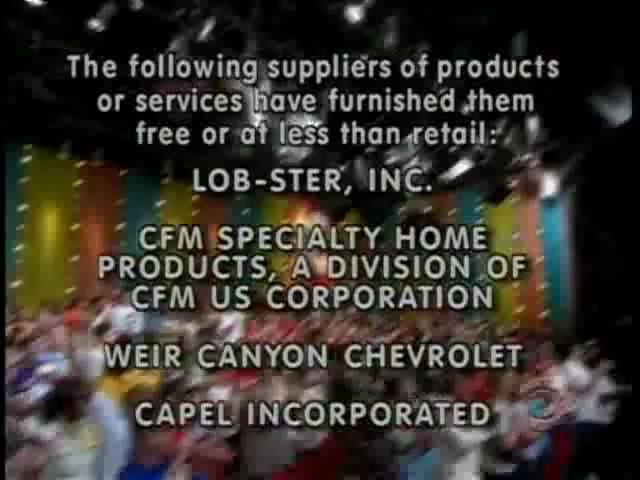 The following suppliers of products
or services have furnished them
free or at less than retail:
LOB-STER, INC.
CFM SPECIALTY HOME
PRODUCTS, A DIVISION OF
CFM US CORPORATION
WEIR CANYON CHEVROLET
CAPEL INCORPORATED